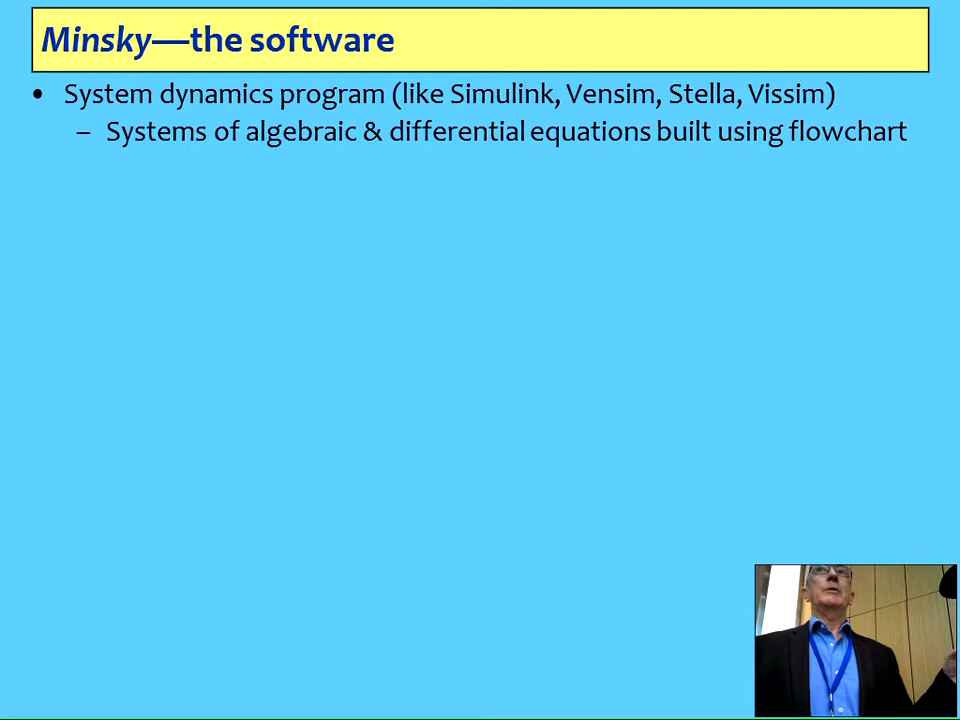 Minsky—the software
• System dynamics program (like Simulink, Vensim, Stella, Vissim)
– Systems of algebraic & differential equations built using flowchart